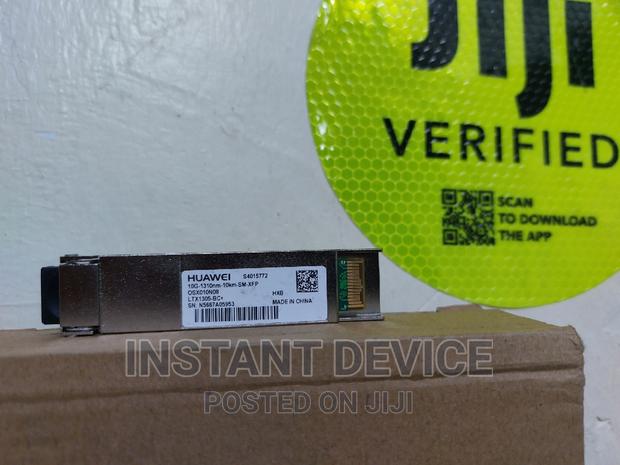 JIJI
VERIFIED
SCAN
TO DOWNLOAD
THE APP
HUAWEI S4015772
10G-1310nm-10km-SM-XFP
OSX010N08 HXB
LTX1305-BC+ MADE IN CHINA
SN: N5667A05953
INSTANT DEVICE
POSTED ON JIJI